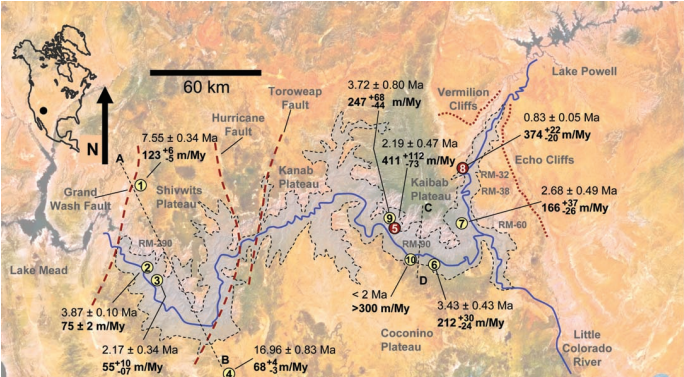 60 km
N
Lake Powell
Vermilion
Cliffs
Toroweap
Fault
Hurricane
Fault
3.72 ± 0.80 Ma
247 +68 -44 m/My
0.83 ± 0.05 Ma
374 +22 -20 m/My
7.55 ± 0.34 Ma
123 +6 -5 m/My
2.19 ± 0.47 Ma
411 +112 -73 m/My
A
1
8
Echo Cliffs
RM-32
RM-38
Kanab
Plateau
Kaibab
Plateau
Grand
Wash Fault
Shivwits
Plateau
C
2.68 ± 0.49 Ma
166 +37 -26 m/My
9
5
7
RM-60
RM-290
RM-90
Lake Mead
2
3
10
6
D
3.87 ± 0.10 Ma
75 ± 2 m/My
< 2 Ma
>300 m/My
3.43 ± 0.43 Ma
212 +30 -24 m/My
Coconino
Plateau
2.17 ± 0.34 Ma
55 +10 -07 m/My
B
4
16.96 ± 0.83 Ma
68 +4 -3 m/My
Little
Colorado
River